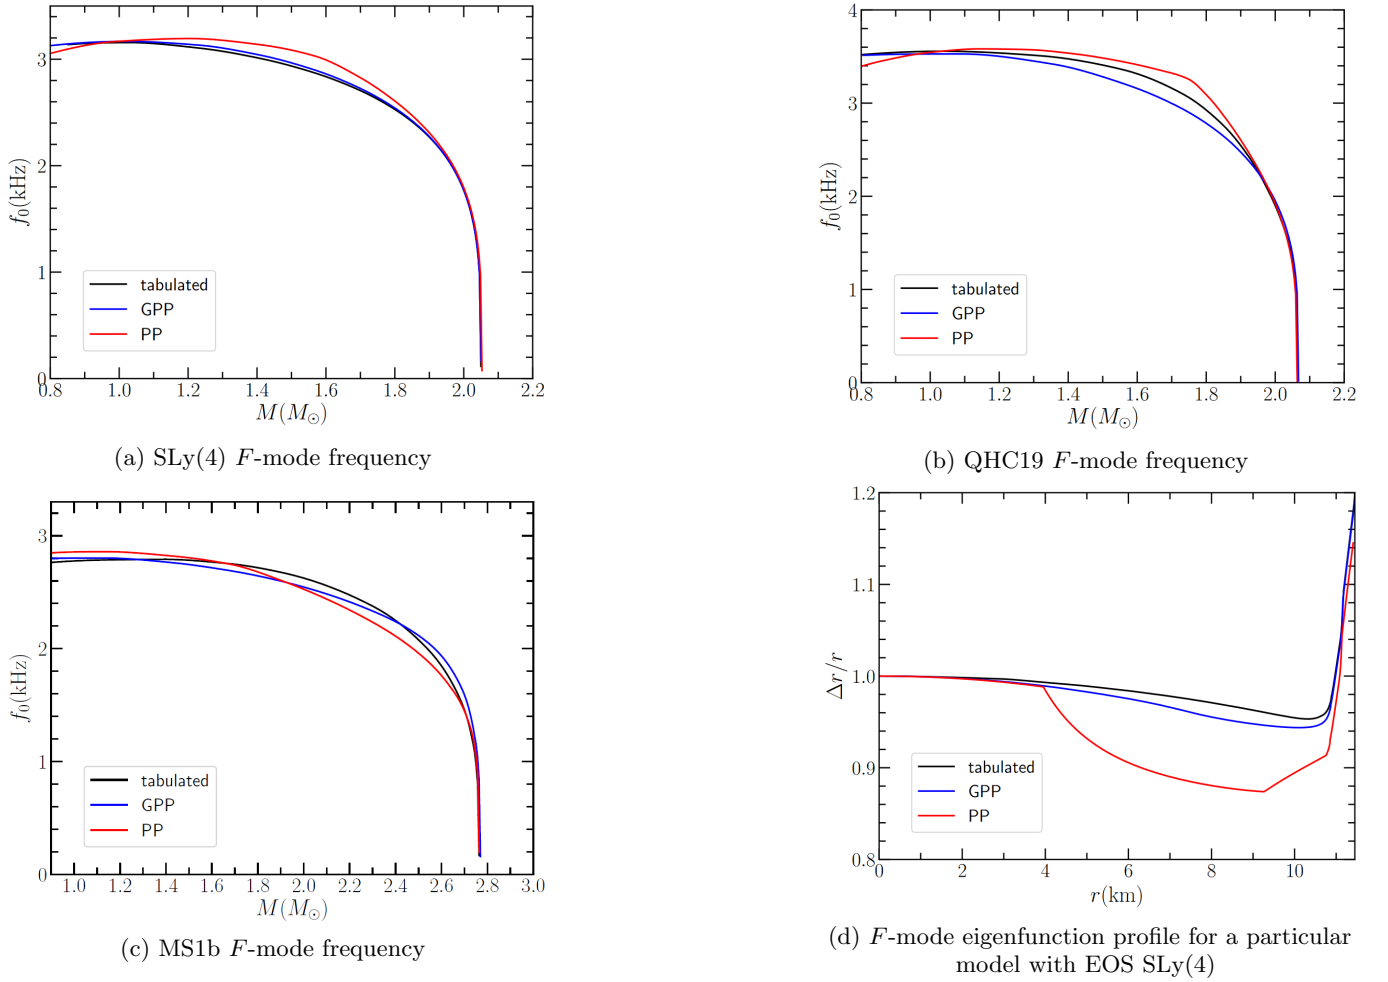 3
2
1
0
0.8 1.0 1.2 1.4 1.6 1.8 2.0 2.2
f₀(kHz)
M(M⊙)
tabulated
GPP
PP
(a) SLy(4) F-mode frequency
4
3
2
1
0
0.8 1.0 1.2 1.4 1.6 1.8 2.0 2.2
f₀(kHz)
M(M⊙)
tabulated
GPP
PP
(b) QHC19 F-mode frequency
3
2
1
0
1.0 1.2 1.4 1.6 1.8 2.0 2.2 2.4 2.6 2.8 3.0
f₀(kHz)
M(M⊙)
tabulated
GPP
PP
(c) MS1b F-mode frequency
1.2
1.1
1.0
0.9
0.8
0 2 4 6 8 10
Δr/r
r(km)
tabulated
GPP
PP
(d) F-mode eigenfunction profile for a particular
model with EOS SLy(4)